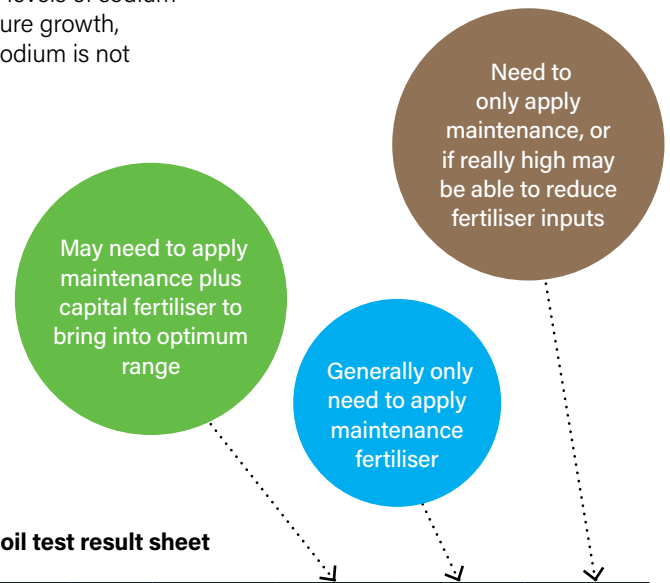 levels of sodium
ure growth,
odium is not
Need to
only apply
maintenance, or
if really high may
be able to reduce
fertiliser inputs
May need to apply
maintenance plus
capital fertiliser to
bring into optimum
range
Generally only
need to apply
maintenance
fertiliser
oil test result sheet